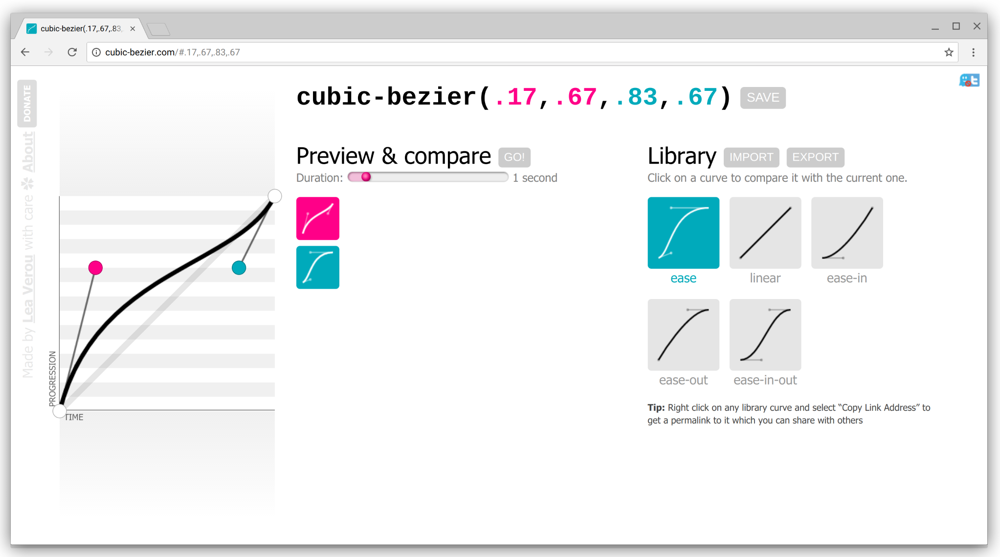 cubic-bezier(.17,.67,.83,
cubic-bezier.com/#.17,.67,.83,.67
Made by Lea Verou with care ✽ About DONATE
cubic-bezier(.17,.67,.83,.67) SAVE
Preview & compare GO!
Duration: 1 second
Library IMPORT EXPORT
Click on a curve to compare it with the current one.
ease linear ease-in
ease-out ease-in-out
Tip: Right click on any library curve and select “Copy Link Address” to
get a permalink to it which you can share with others
PROGRESSION
TIME